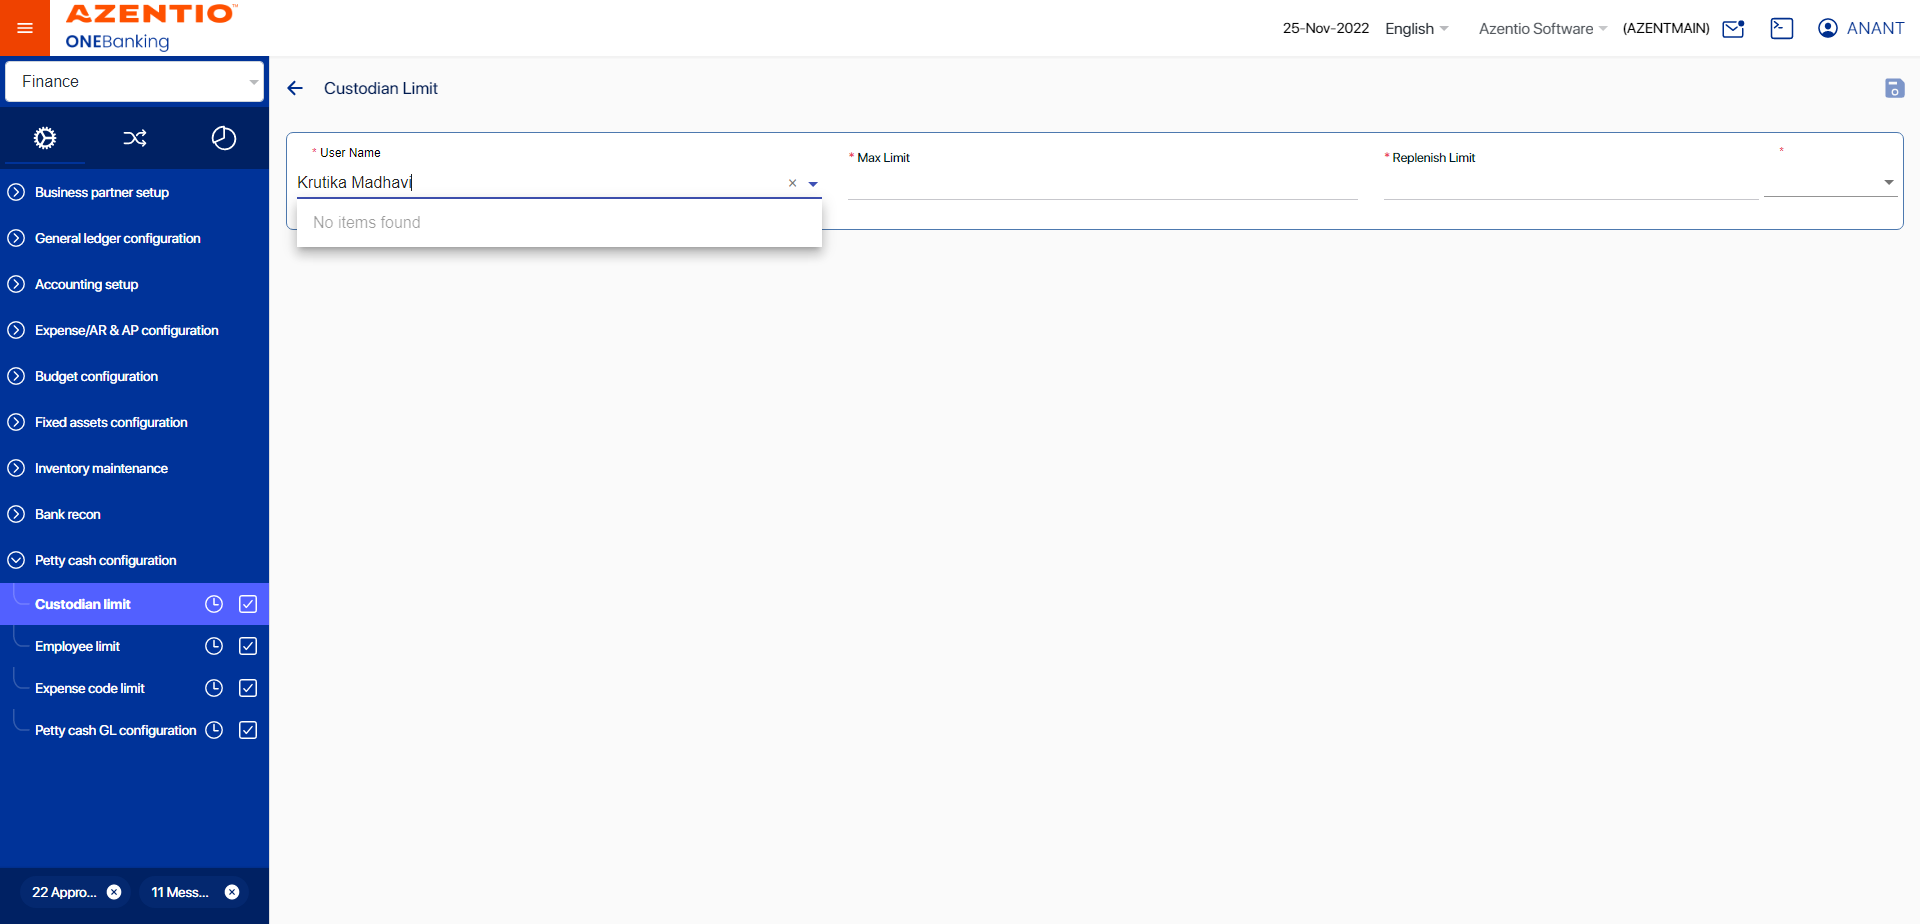 AZENTIO™
ONEBanking
25-Nov-2022 English Azentio Software (AZENTMAIN) ANANT
Finance
Business partner setup
General ledger configuration
Accounting setup
Expense/AR & AP configuration
Budget configuration
Fixed assets configuration
Inventory maintenance
Bank recon
Petty cash configuration
Custodian limit
Employee limit
Expense code limit
Petty cash GL configuration
22 Appro...
11 Mess...
Custodian Limit
* User Name
Krutika Madhavi
No items found
* Max Limit
* Replenish Limit
*